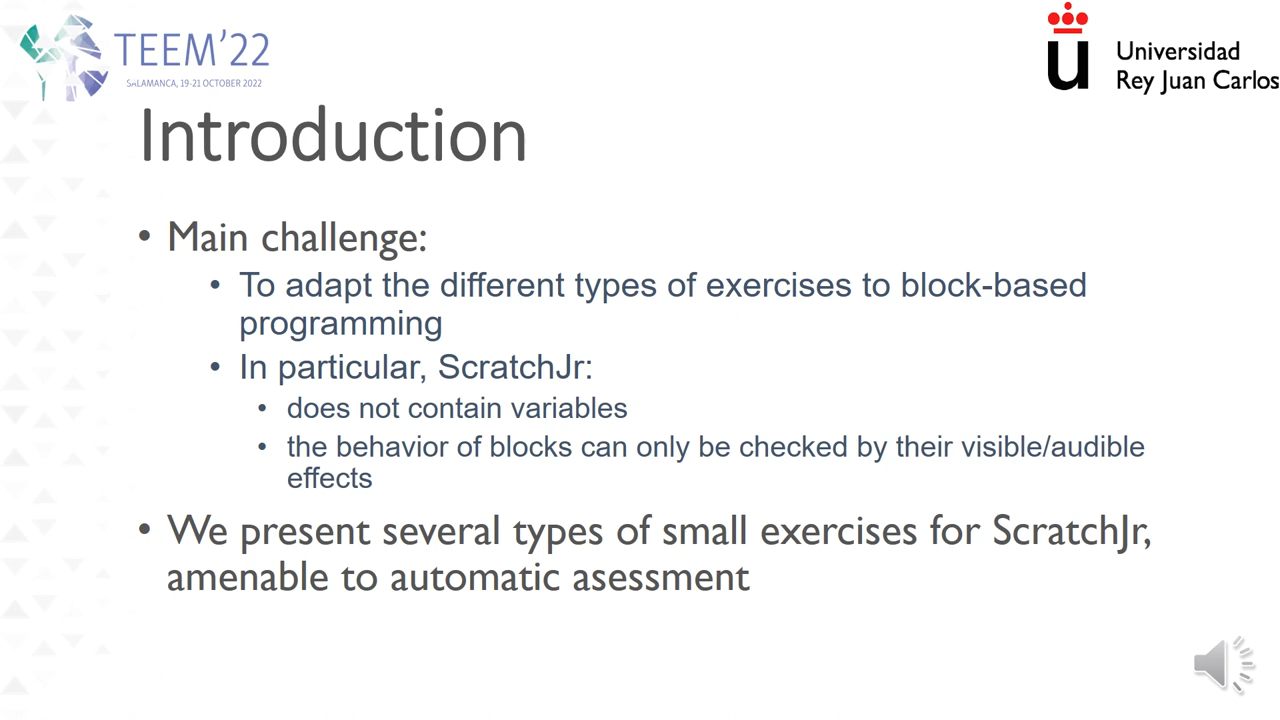 TEEM'22
SALAMANCA, 19-21 OCTOBER 2022
Universidad
Rey Juan Carlos
Introduction
• Main challenge:
• To adapt the different types of exercises to block-based
programming
• In particular, ScratchJr:
• does not contain variables
• the behavior of blocks can only be checked by their visible/audible
effects
• We present several types of small exercises for ScratchJr,
amenable to automatic asessment